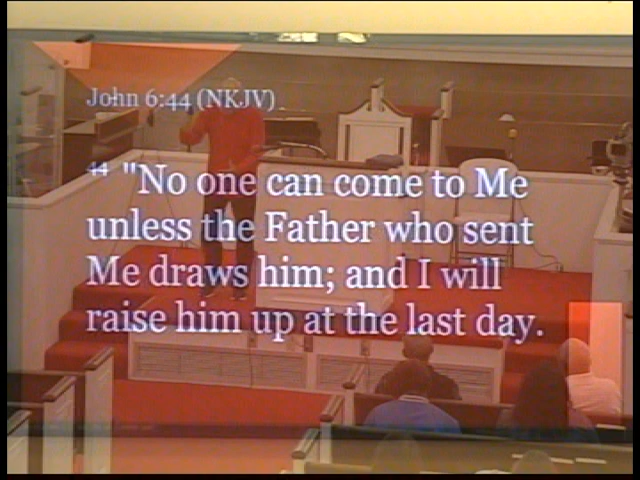 John 6:44 (NKJV)
44 "No one can come to Me
unless the Father who sent
Me draws him; and I will
raise him up at the last day.